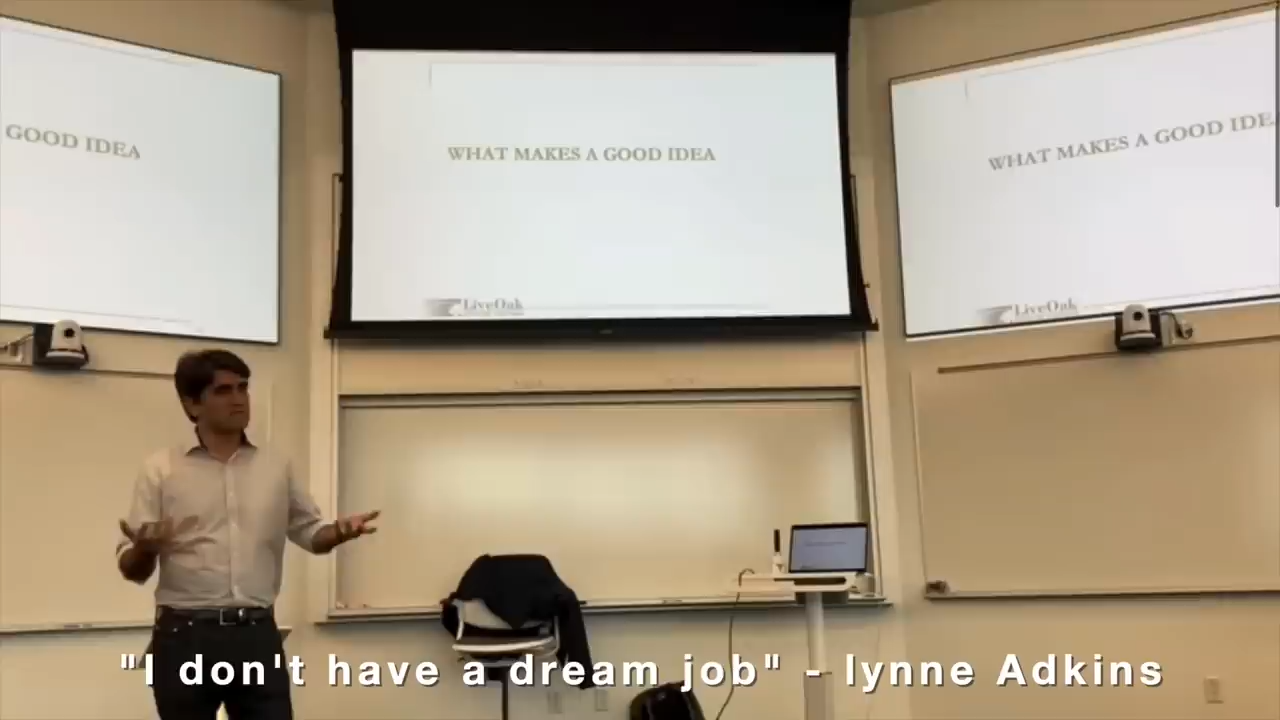 GOOD IDEA
WHAT MAKES A GOOD IDEA
WHAT MAKES A GOOD IDE
LiveOak
LiveOak
"I don't have a dream job" - lynne Adkins